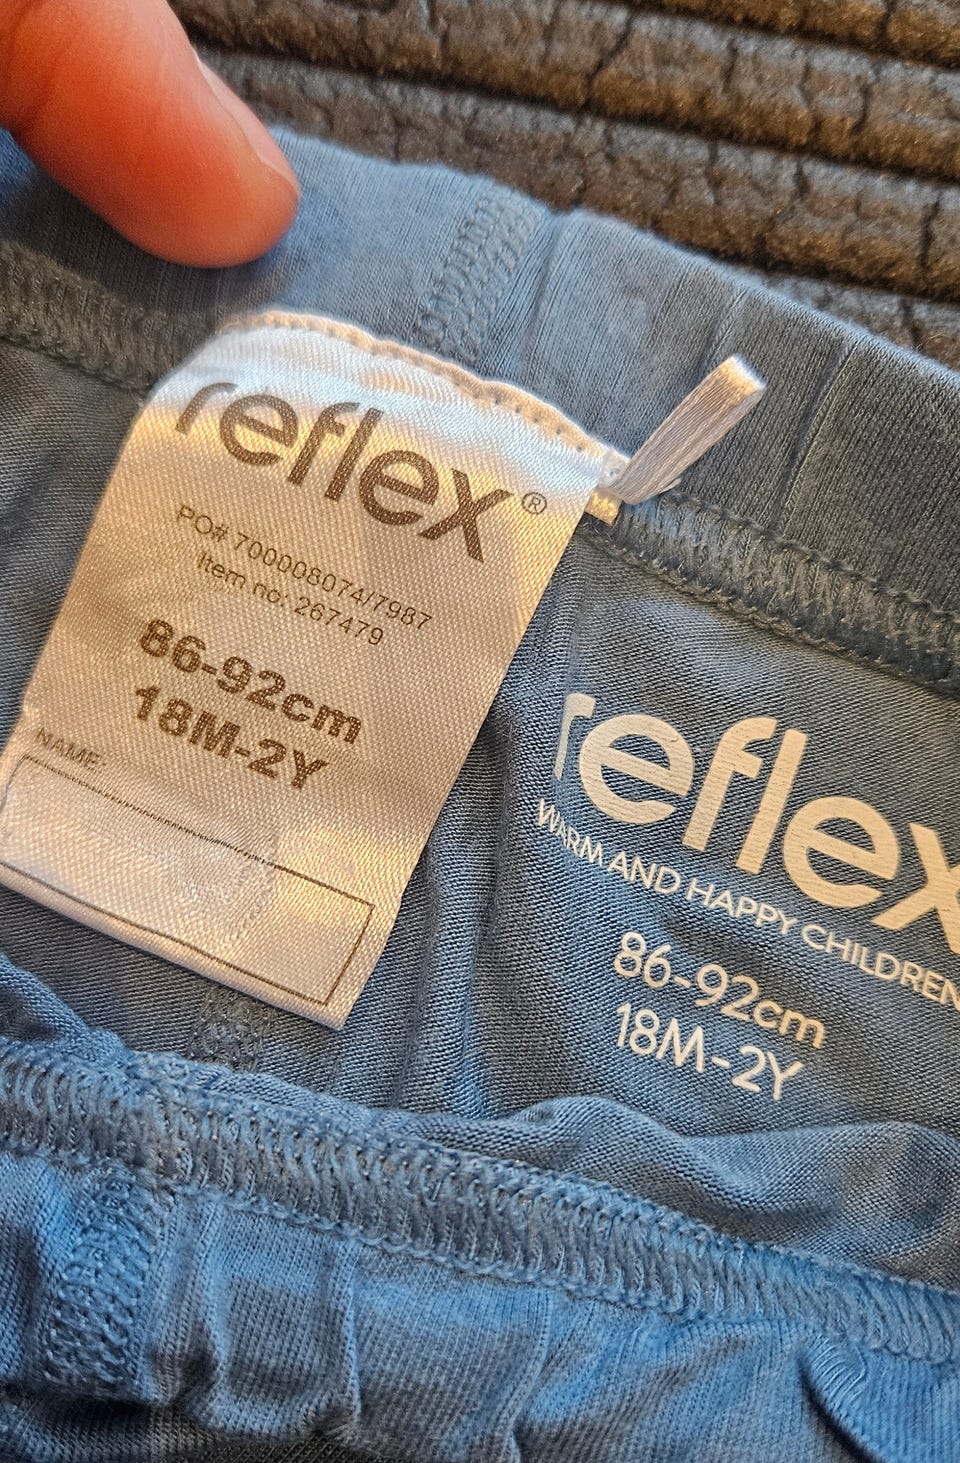 reflex®
PO# 700008074/7987
Item no: 267479
86-92cm
18M-2Y
NAME:
reflex
WARM AND HAPPY CHILDREN
86-92cm
18M-2Y